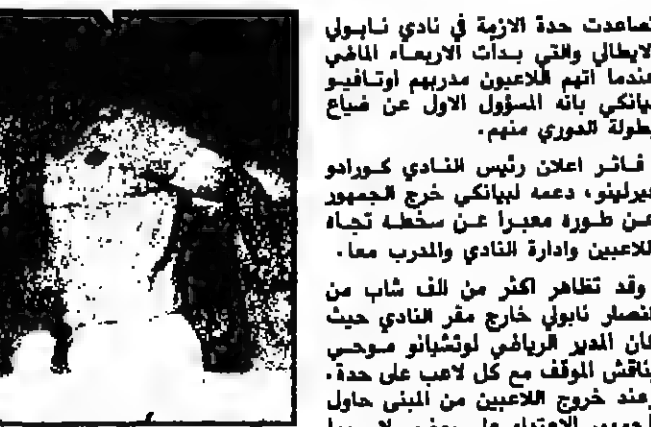 تصاعدت حدة الازمة في نادي نابولي
الايطالي والتي بدأت الاربعاء الماضي
عندما اتهم اللاعبون مدربهم اوتافيو
بيانكي بانه المسؤول الاول عن ضياع
بطولة الدوري منهم.
فاثر اعلان رئيس النادي كورادو
فيرلينو، دعمه لبيانكي خرج الجمهور
عن طوره معبرا عن سخطه تجاه
اللاعبين وادارة النادي والمدرب معا.
وقد تظاهر اكثر من الف شاب من
انصار نابولي خارج مقر النادي حيث
كان المدير الرياضي لوتشيانو موجي
يناقش الموقف مع كل لاعب على حدة.
وعند خروج اللاعبين من المبنى حاول
الجمهور الاعتداء على بعض